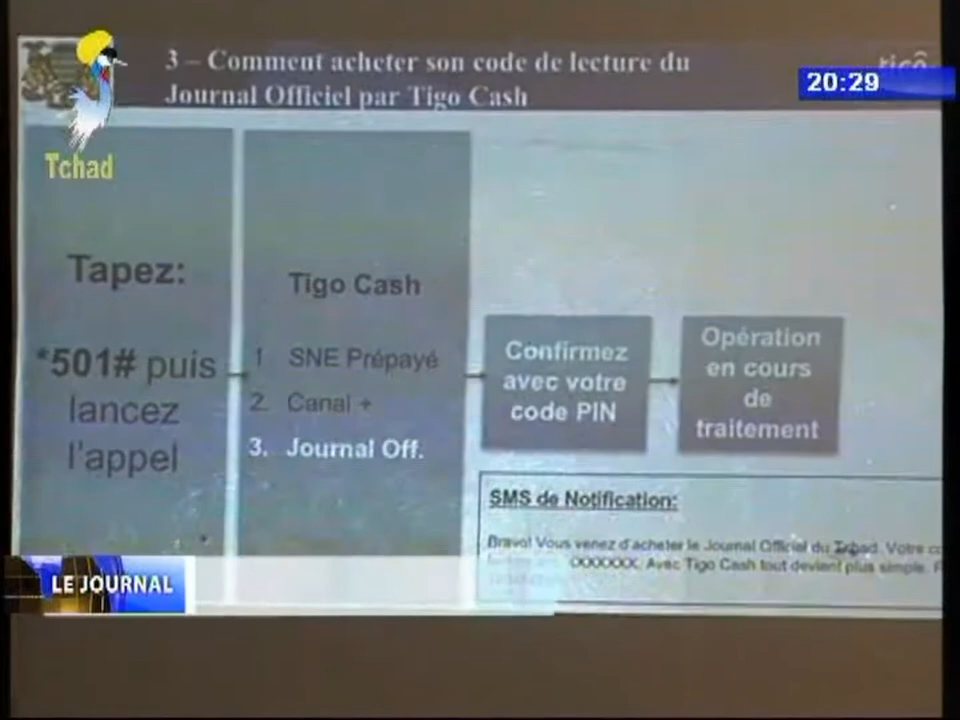 3 – Comment acheter son code de lecture du
Journal Officiel par Tigo Cash
tigo
20:29
Tchad
Tapez:
*501# puis
lancez
l'appel
Tigo Cash
1 SNE Prépayé
2. Canal +
3. Journal Off.
Confirmez
avec votre
code PIN
Opération
en cours
de
traitement
SMS de Notification:
Bravo! Vous venez d'acheter le Journal Officiel du Tchad. Votre
XXXXXXX. Avec Tigo Cash tout devient plus simple.
LE JOURNAL